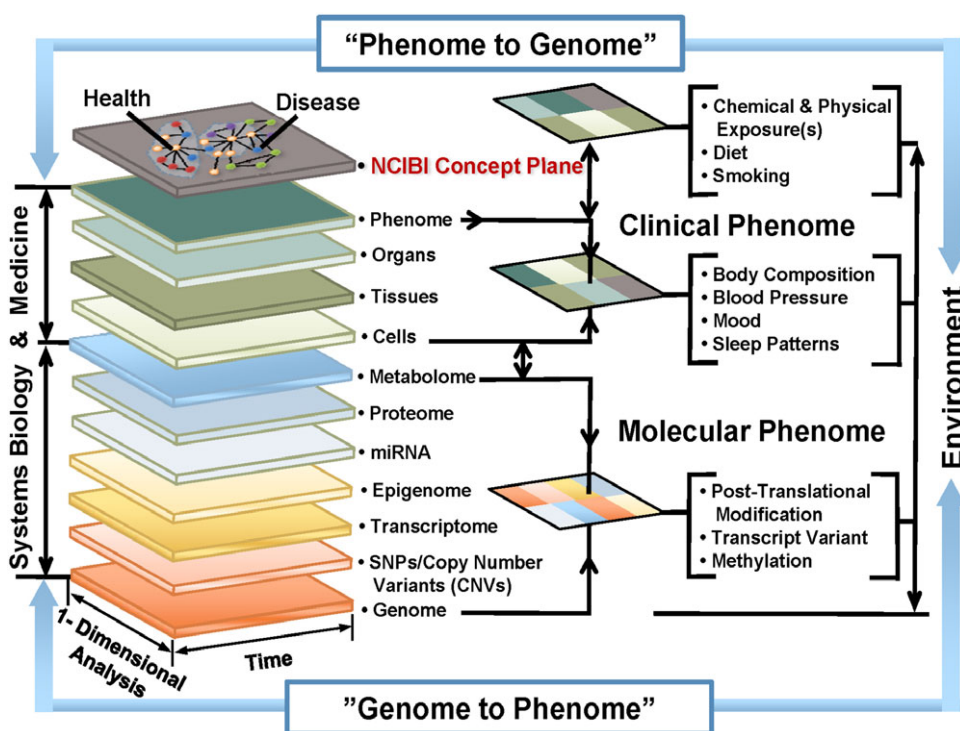 “Phenome to Genome”
Health
Disease
• NCIBI Concept Plane
• Phenome
• Organs
• Tissues
• Cells
• Metabolome
• Proteome
• miRNA
• Epigenome
• Transcriptome
• SNPs/Copy Number
Variants (CNVs)
• Genome
Systems Biology & Medicine
1- Dimensional
Analysis
Time
• Chemical & Physical
Exposure(s)
• Diet
• Smoking
Clinical Phenome
• Body Composition
• Blood Pressure
• Mood
• Sleep Patterns
Molecular Phenome
• Post-Translational
Modification
• Transcript Variant
• Methylation
Environment
”Genome to Phenome”